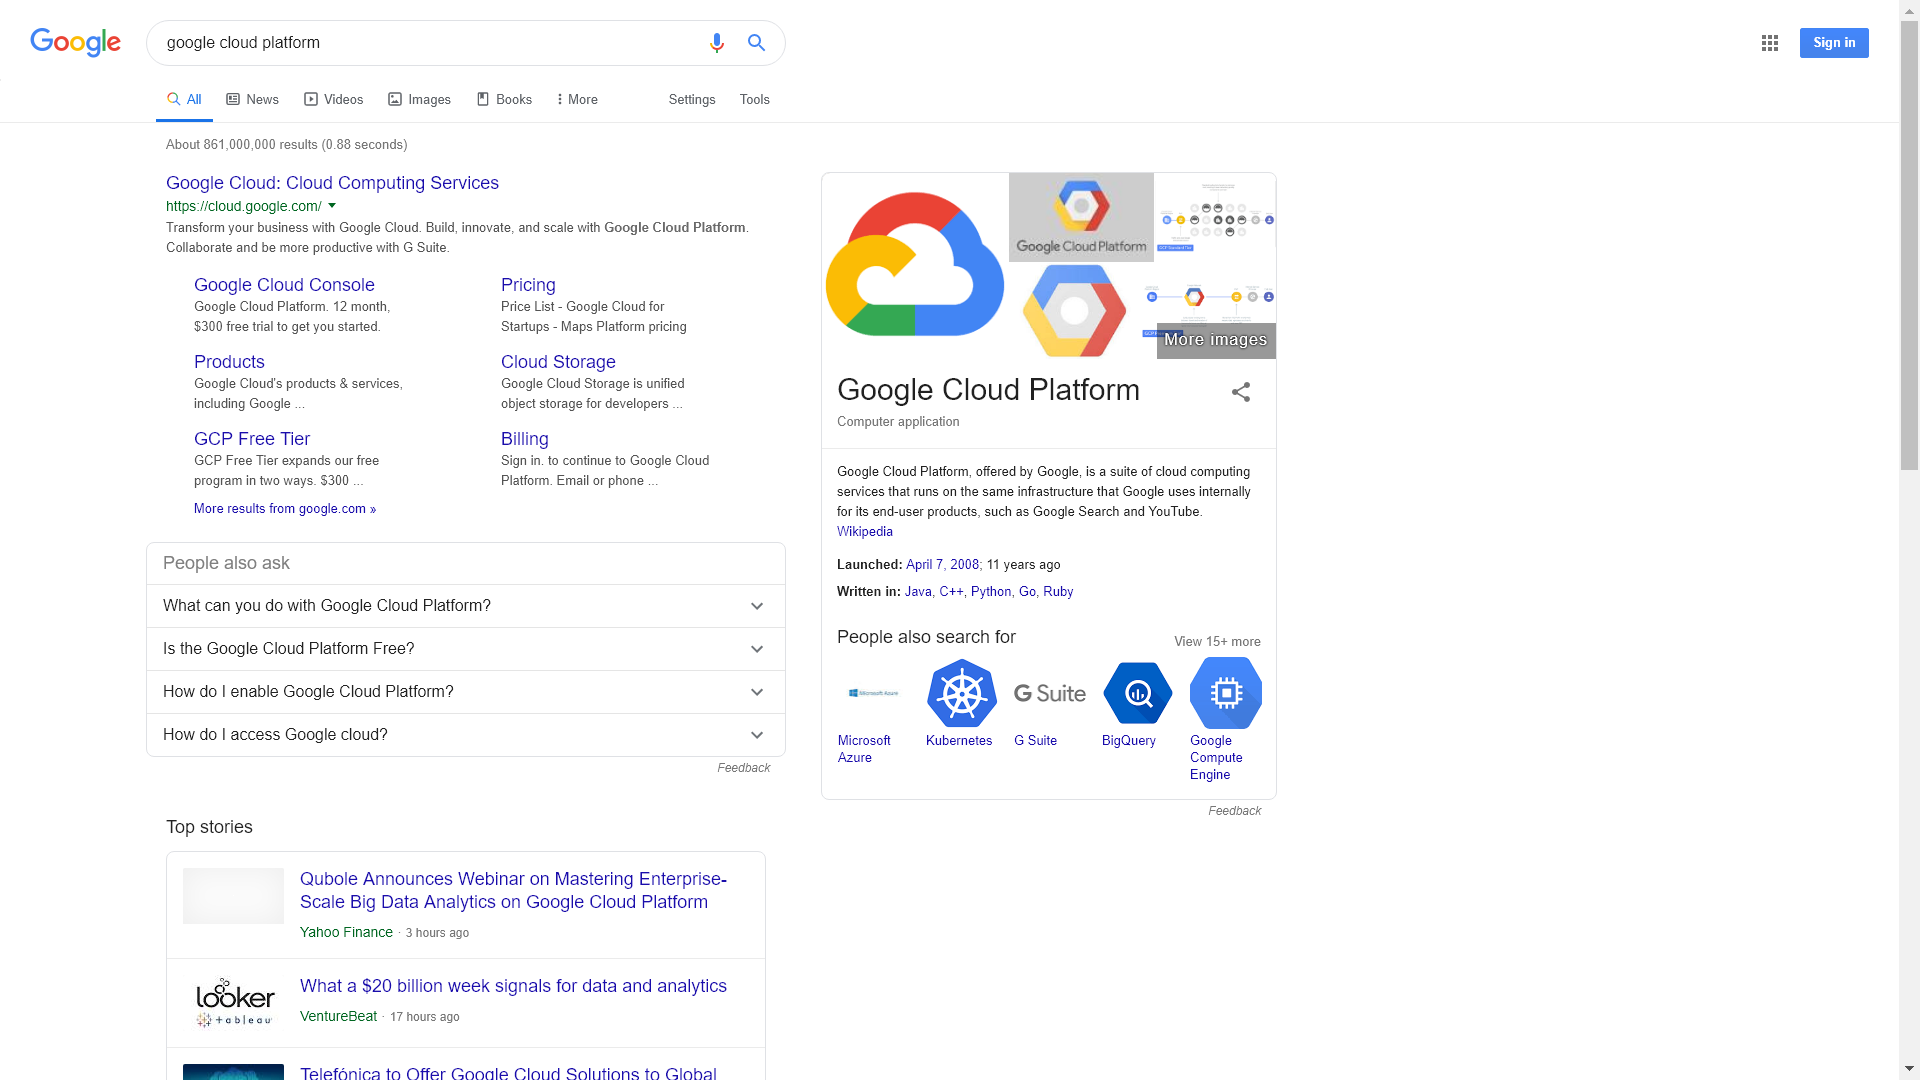 Google
google cloud platform
Sign in
All
News
Videos
Images
Books
More
Settings
Tools
About 861,000,000 results (0.88 seconds)
Google Cloud: Cloud Computing Services
https://cloud.google.com/
Transform your business with Google Cloud. Build, innovate, and scale with Google Cloud Platform.
Collaborate and be more productive with G Suite.
Google Cloud Console
Google Cloud Platform. 12 month,
$300 free trial to get you started.
Pricing
Price List - Google Cloud for
Startups - Maps Platform pricing
Products
Google Cloud's products & services,
including Google ...
Cloud Storage
Google Cloud Storage is unified
object storage for developers ...
GCP Free Tier
GCP Free Tier expands our free
program in two ways. $300 ...
Billing
Sign in. to continue to Google Cloud
Platform. Email or phone ...
More results from google.com »
People also ask
What can you do with Google Cloud Platform?
Is the Google Cloud Platform Free?
How do I enable Google Cloud Platform?
How do I access Google cloud?
Feedback
Top stories
Qubole Announces Webinar on Mastering Enterprise-
Scale Big Data Analytics on Google Cloud Platform
Yahoo Finance · 3 hours ago
looker
+ableau
What a $20 billion week signals for data and analytics
VentureBeat · 17 hours ago
Telefónica to Offer Google Cloud Solutions to Global
Google Cloud Platform
More images
Google Cloud Platform
Computer application
Google Cloud Platform, offered by Google, is a suite of cloud computing
services that runs on the same infrastructure that Google uses internally
for its end-user products, such as Google Search and YouTube.
Wikipedia
Launched: April 7, 2008; 11 years ago
Written in: Java, C++, Python, Go, Ruby
People also search for
View 15+ more
Microsoft Azure
G Suite
Microsoft
Azure
Kubernetes
G Suite
BigQuery
Google
Compute
Engine
Feedback